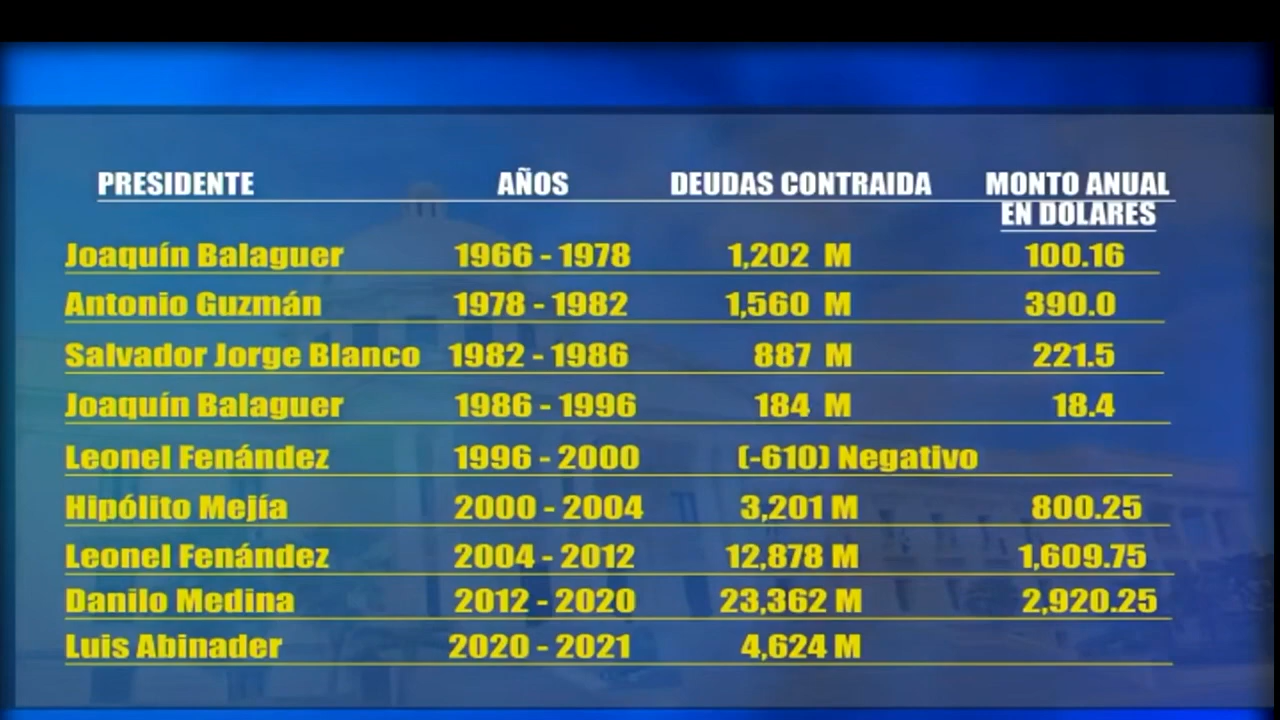 PRESIDENTE AÑOS DEUDAS CONTRAIDA MONTO ANUAL
EN DOLARES
Joaquín Balaguer 1966 - 1978 1,202 M 100.16
Antonio Guzmán 1978 - 1982 1,560 M 390.0
Salvador Jorge Blanco 1982 - 1986 887 M 221.5
Joaquín Balaguer 1986 - 1996 184 M 18.4
Leonel Fenández 1996 - 2000 (-610) Negativo
Hipólito Mejía 2000 - 2004 3,201 M 800.25
Leonel Fenández 2004 - 2012 12,878 M 1,609.75
Danilo Medina 2012 - 2020 23,362 M 2,920.25
Luis Abinader 2020 - 2021 4,624 M